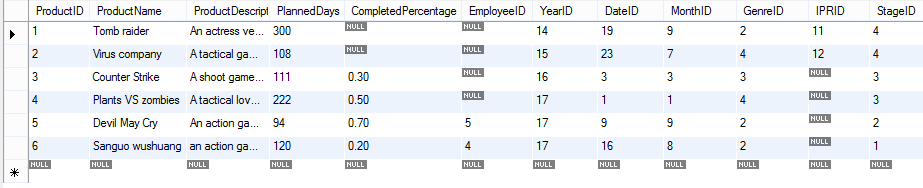 ProductID ProductName ProductDescript PlannedDays CompletedPercentage EmployeeID YearID DateID MonthID GenreID IPRID StageID
1 Tomb raider An actress ve... 300 NULL NULL 14 19 9 2 11 4
2 Virus company A tactical ga... 108 NULL NULL 15 23 7 4 12 4
3 Counter Strike A shoot game... 111 0.30 NULL 16 3 3 3 NULL 3
4 Plants VS zombies A tactical lov... 222 0.50 NULL 17 1 1 4 NULL 3
5 Devil May Cry An action ga... 94 0.70 5 17 9 9 2 NULL 2
6 Sanguo wushuang an action ga... 120 0.20 4 17 16 8 2 NULL 1
NULL NULL NULL NULL NULL NULL NULL NULL NULL NULL NULL NULL